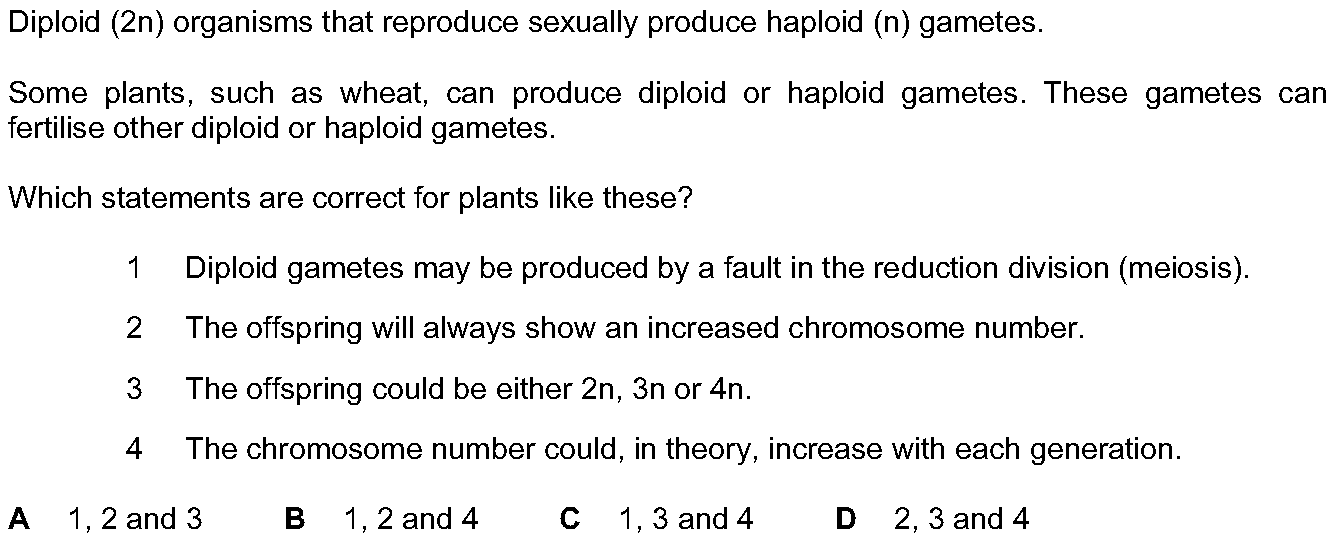 Diploid (2n) organisms that reproduce sexually produce haploid (n) gametes.
Some plants, such as wheat, can produce diploid or haploid gametes. These gametes can
fertilise other diploid or haploid gametes.
Which statements are correct for plants like these?
1 Diploid gametes may be produced by a fault in the reduction division (meiosis).
2 The offspring will always show an increased chromosome number.
3 The offspring could be either 2n, 3n or 4n.
4 The chromosome number could, in theory, increase with each generation.
A 1, 2 and 3 B 1, 2 and 4 C 1, 3 and 4 D 2, 3 and 4